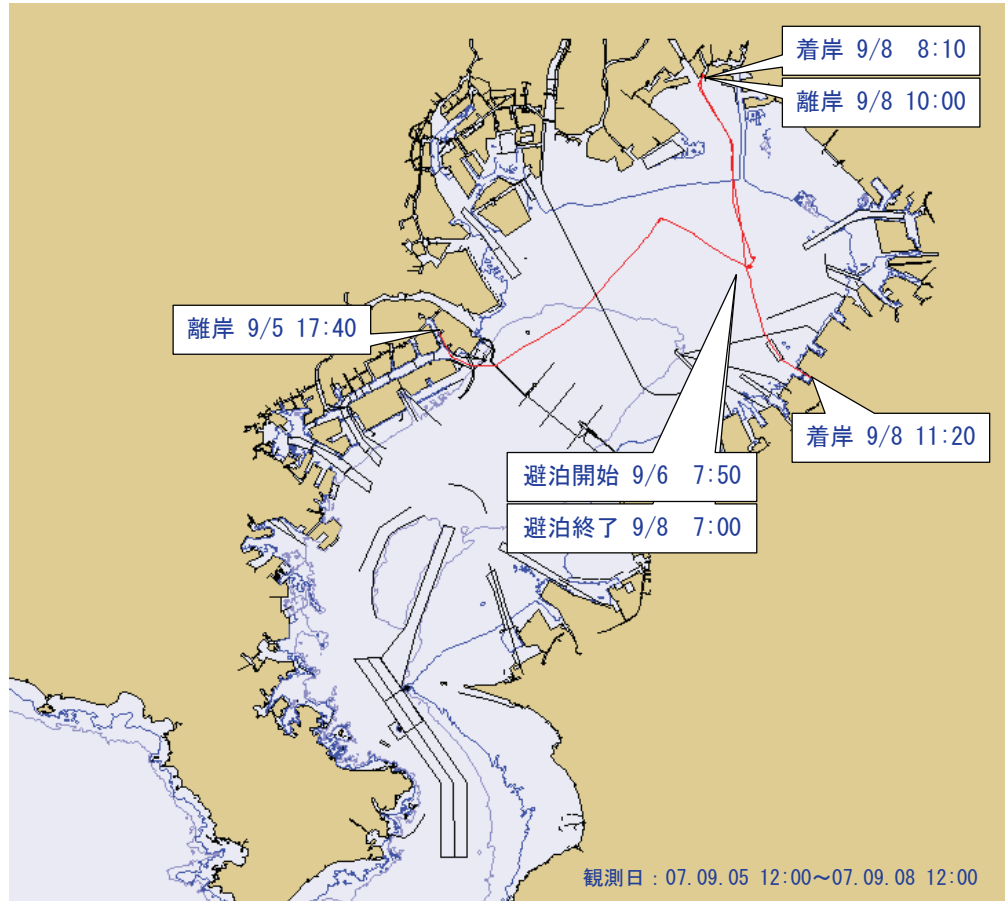 着岸 9/8 8:10
離岸 9/8 10:00
離岸 9/5 17:40
着岸 9/8 11:20
避泊開始 9/6 7:50
避泊終了 9/8 7:00
観測日：07.09.05 12:00～07.09.08 12:00